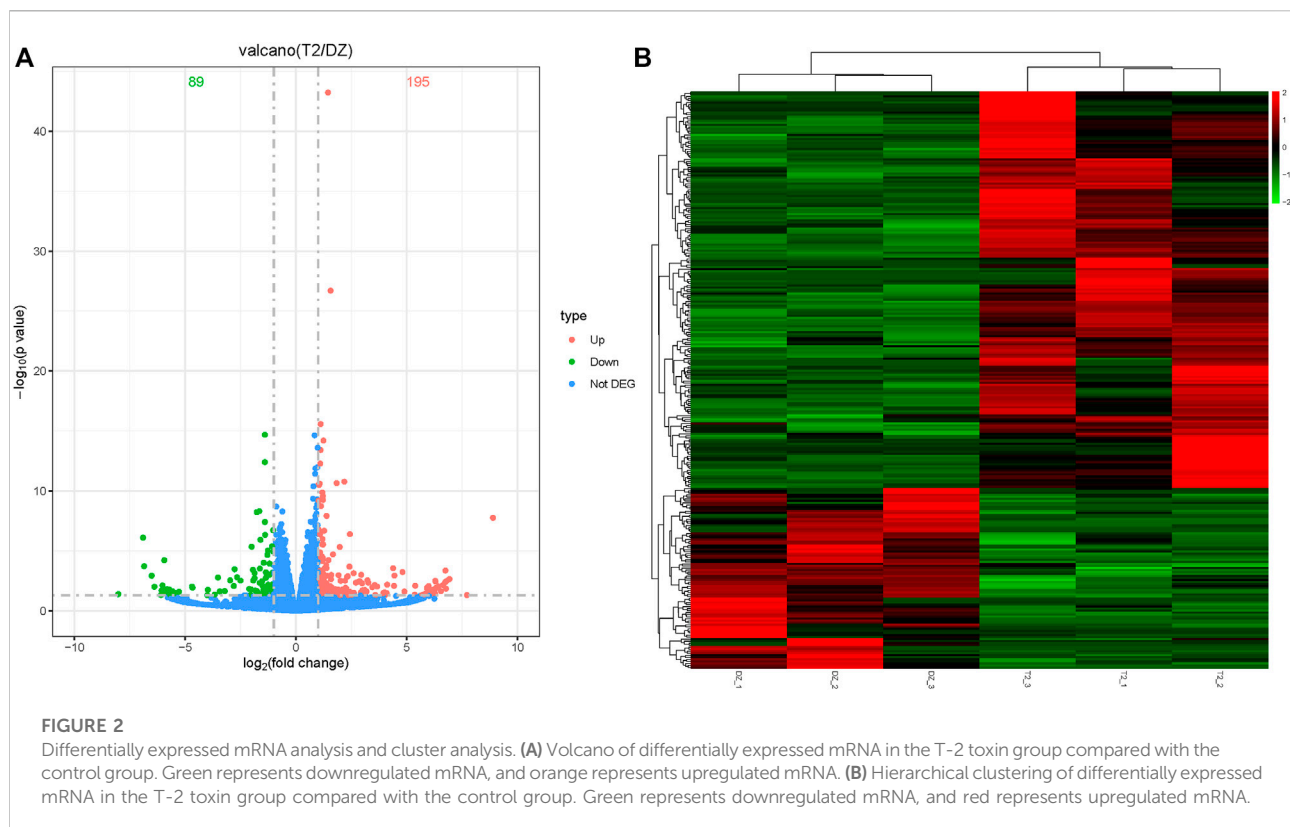 A
valcano(T2/DZ)
89
195
40
30
20
10
0
−log10(p value)
−10
−5
0
5
10
log2(fold change)
type
Up
Down
Not DEG
B
2
1
0
−1
−2
DZ_1
DZ_2
DZ_3
T2_3
T2_1
T2_2
FIGURE 2
Differentially expressed mRNA analysis and cluster analysis. (A) Volcano of differentially expressed mRNA in the T-2 toxin group compared with the
control group. Green represents downregulated mRNA, and orange represents upregulated mRNA. (B) Hierarchical clustering of differentially expressed
mRNA in the T-2 toxin group compared with the control group. Green represents downregulated mRNA, and red represents upregulated mRNA.